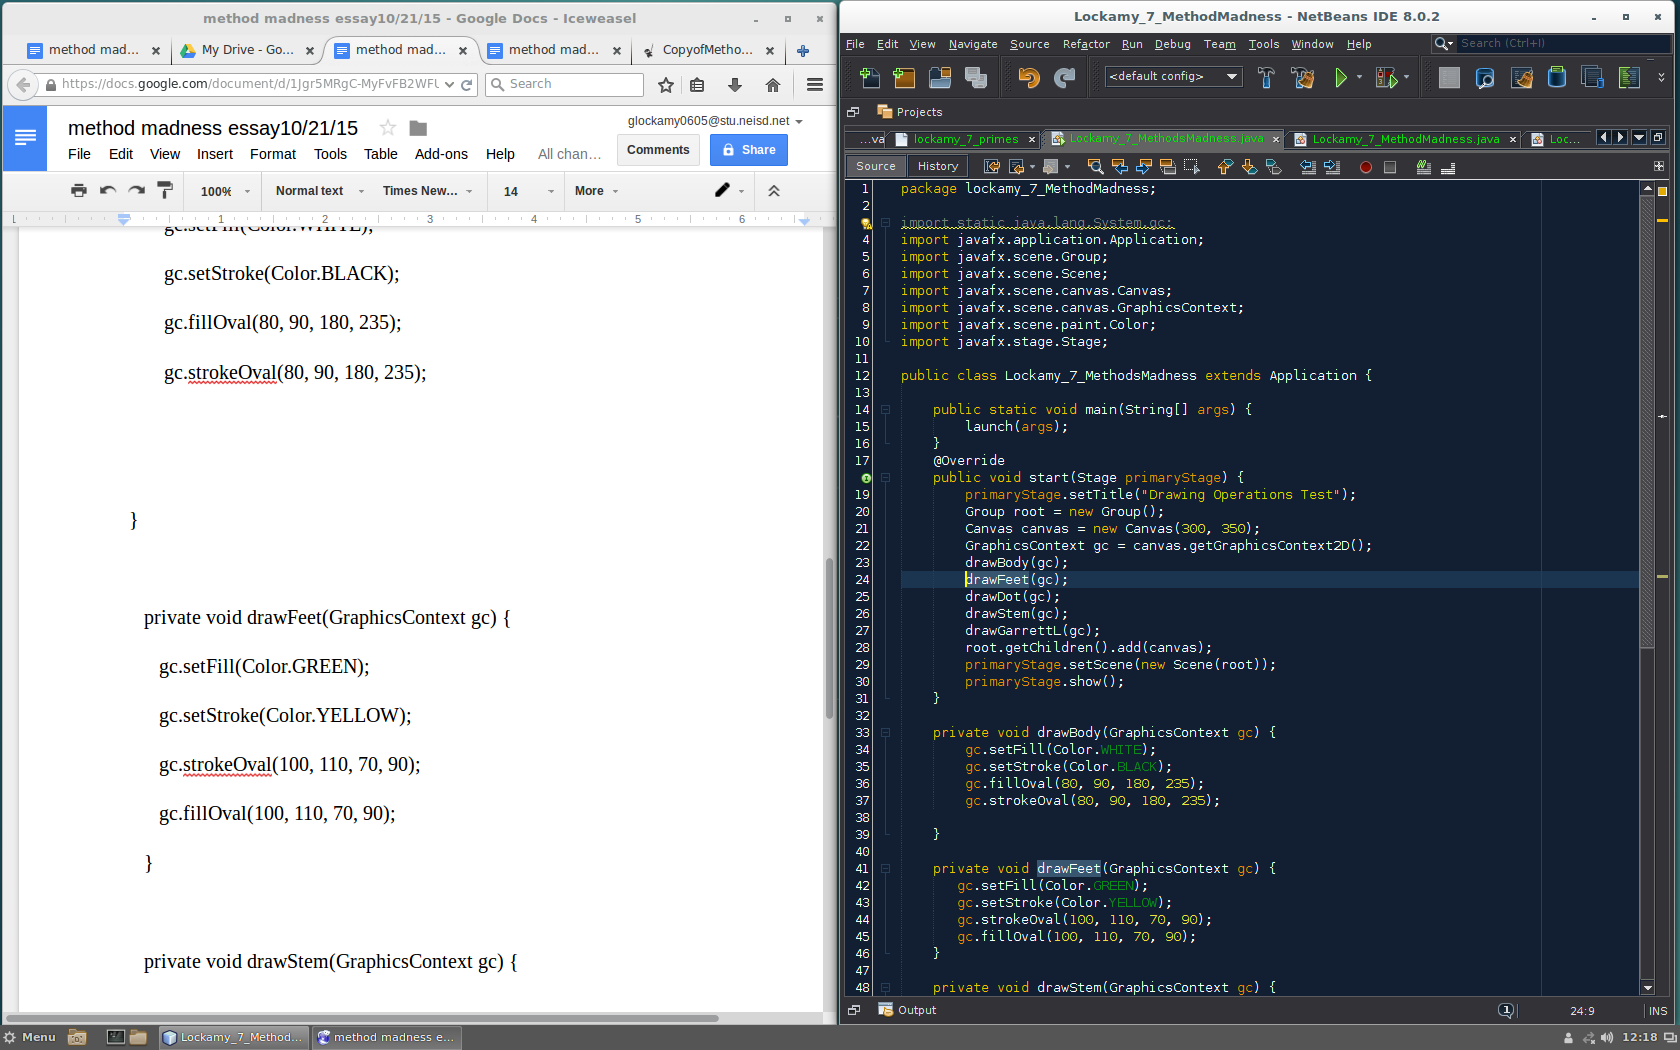 method madness essay10/21/15 - Google Docs - Iceweasel
method mad...
My Drive - Go...
method mad...
method mad...
CopyofMetho...
https://docs.google.com/document/d/1Jgr5MRgC-MyFvFB2WFU
Search
method madness essay10/21/15
glockamy0605@stu.neisd.net
File Edit View Insert Format Tools Table Add-ons Help All chan...
Comments
Share
100% Normal text Times New... 14 More
1 1 2 3 4 5 6
gc.setFill(Color.WHITE);
gc.setStroke(Color.BLACK);
gc.fillOval(80, 90, 180, 235);
gc.strokeOval(80, 90, 180, 235);
}
private void drawFeet(GraphicsContext gc) {
gc.setFill(Color.GREEN);
gc.setStroke(Color.YELLOW);
gc.strokeOval(100, 110, 70, 90);
gc.fillOval(100, 110, 70, 90);
}
private void drawStem(GraphicsContext gc) {
Lockamy_7_MethodMadness - NetBeans IDE 8.0.2
File Edit View Navigate Source Refactor Run Debug Team Tools Window Help
Search (Ctrl+I)
<default config>
Projects
...va
lockamy_7_primes
Lockamy_7_MethodsMadness.java
Lockamy_7_MethodMadness.java
Loc...
Source History
1 package lockamy_7_MethodMadness;
2
import static java.lang.System.gc;
4 import javafx.application.Application;
5 import javafx.scene.Group;
6 import javafx.scene.Scene;
7 import javafx.scene.canvas.Canvas;
8 import javafx.scene.canvas.GraphicsContext;
9 import javafx.scene.paint.Color;
10 import javafx.stage.Stage;
11
12 public class Lockamy_7_MethodsMadness extends Application {
13
14 public static void main(String[] args) {
15 launch(args);
16 }
17 @Override
public void start(Stage primaryStage) {
19 primaryStage.setTitle("Drawing Operations Test");
20 Group root = new Group();
21 Canvas canvas = new Canvas(300, 350);
22 GraphicsContext gc = canvas.getGraphicsContext2D();
23 drawBody(gc);
24 drawFeet(gc);
25 drawDot(gc);
26 drawStem(gc);
27 drawGarrettL(gc);
28 root.getChildren().add(canvas);
29 primaryStage.setScene(new Scene(root));
30 primaryStage.show();
31 }
32
33 private void drawBody(GraphicsContext gc) {
34 gc.setFill(Color.WHITE);
35 gc.setStroke(Color.BLACK);
36 gc.fillOval(80, 90, 180, 235);
37 gc.strokeOval(80, 90, 180, 235);
38
39 }
40
41 private void drawFeet(GraphicsContext gc) {
42 gc.setFill(Color.GREEN);
43 gc.setStroke(Color.YELLOW);
44 gc.strokeOval(100, 110, 70, 90);
45 gc.fillOval(100, 110, 70, 90);
46 }
47
48 private void drawStem(GraphicsContext gc) {
Output
1
24:9 INS
Menu
Lockamy_7_Method...
method madness e...
12:18